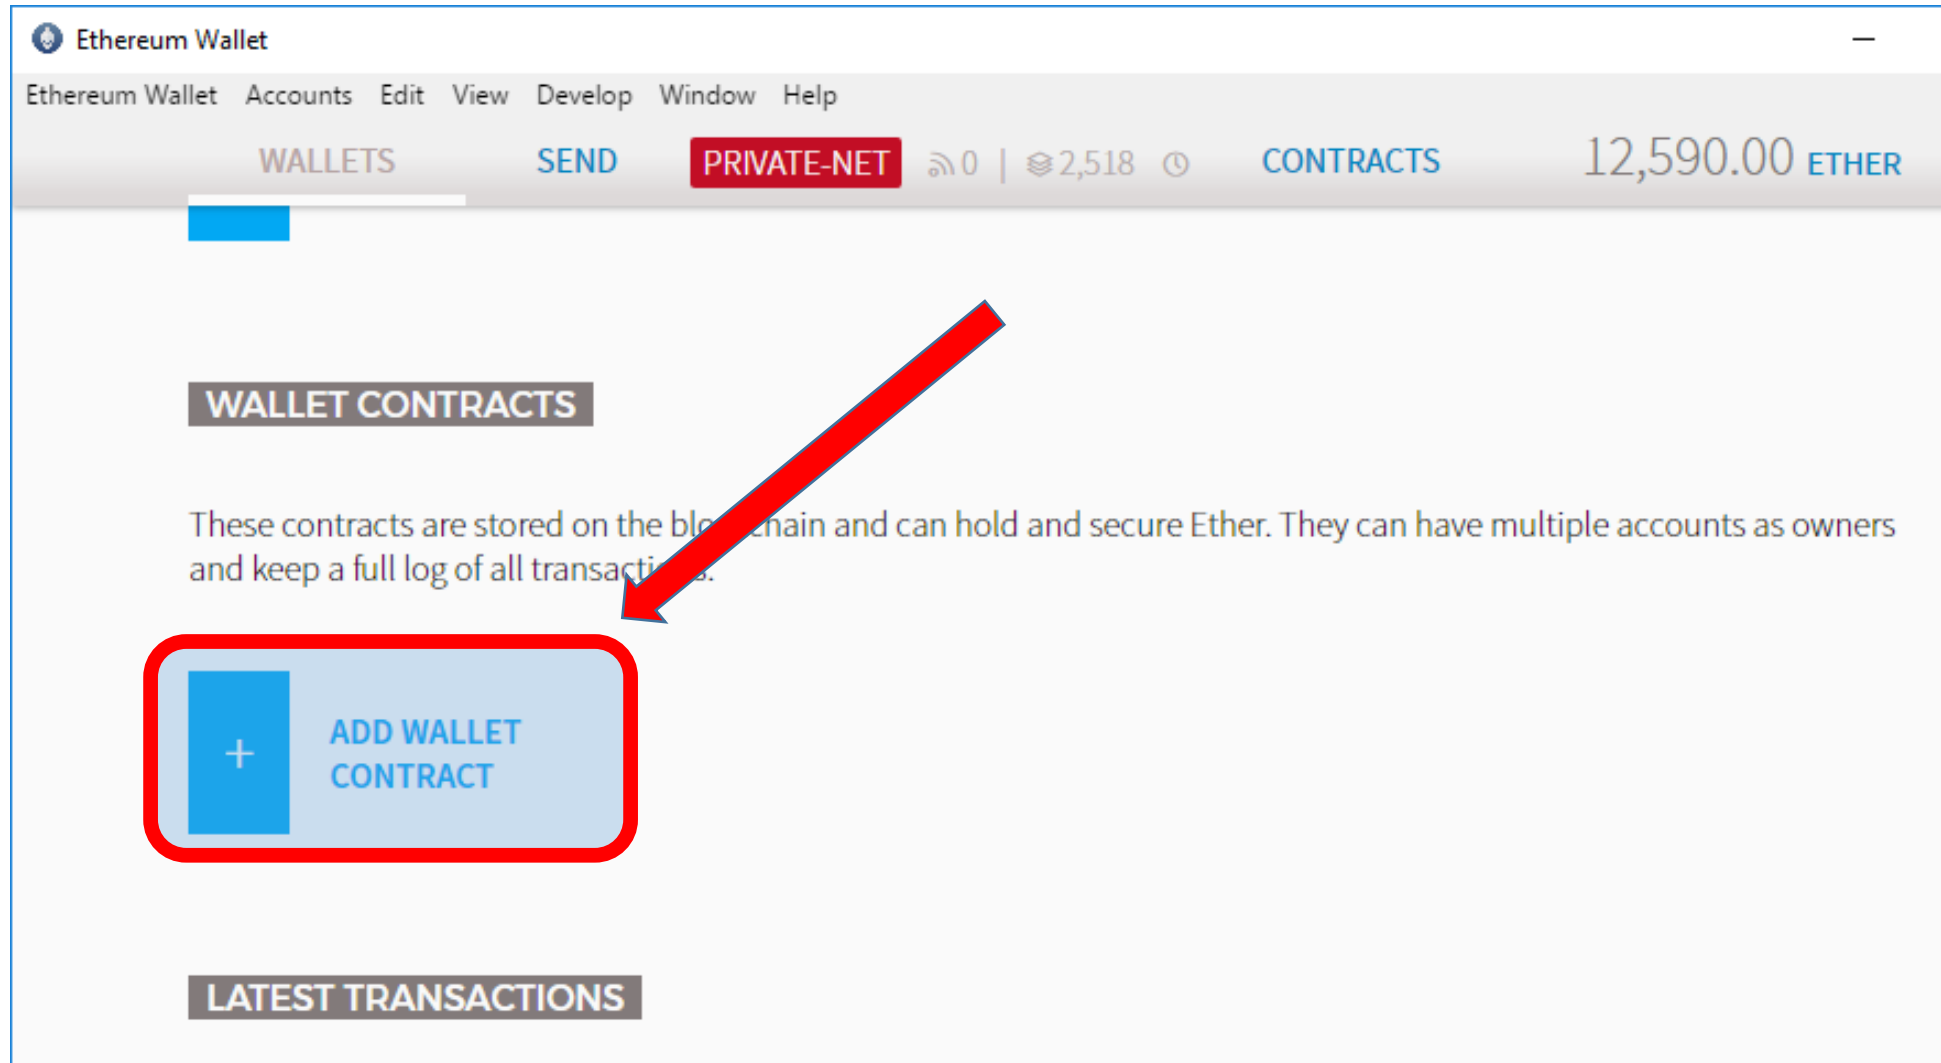 Ethereum Wallet
Ethereum Wallet Accounts Edit View Develop Window Help
WALLETS SEND PRIVATE-NET 0 | 2,518 CONTRACTS 12,590.00 ETHER
WALLET CONTRACTS
These contracts are stored on the chain and can hold and secure Ether. They can have multiple accounts as owners
and keep a full log of all
ADD WALLET
CONTRACT
LATEST TRANSACTIONS